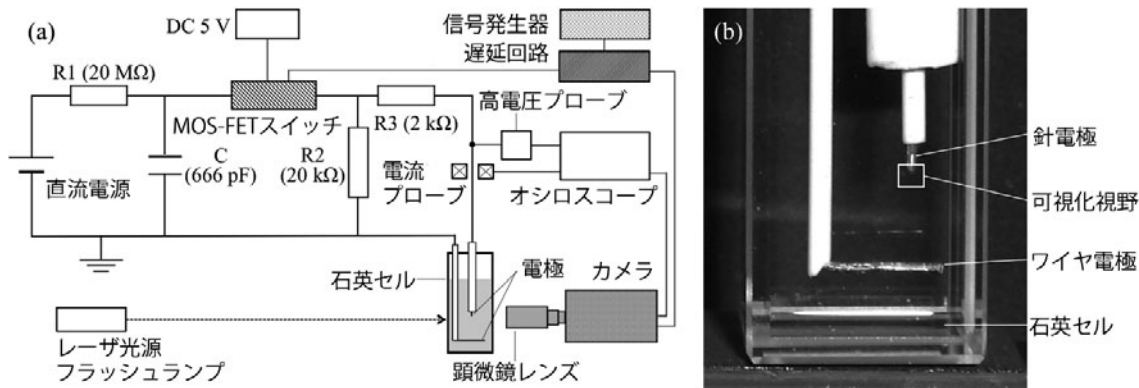 (a)
DC 5 V
信号発生器
遅延回路
R1 (20 MΩ)
高電圧プローブ
MOS-FETスイッチ
R3 (2 kΩ)
C
(666 pF)
R2
(20 kΩ)
電流
プローブ
オシロスコープ
直流電源
石英セル
電極
カメラ
レーザ光源
フラッシュランプ
顕微鏡レンズ
(b)
針電極
可視化視野
ワイヤ電極
石英セル